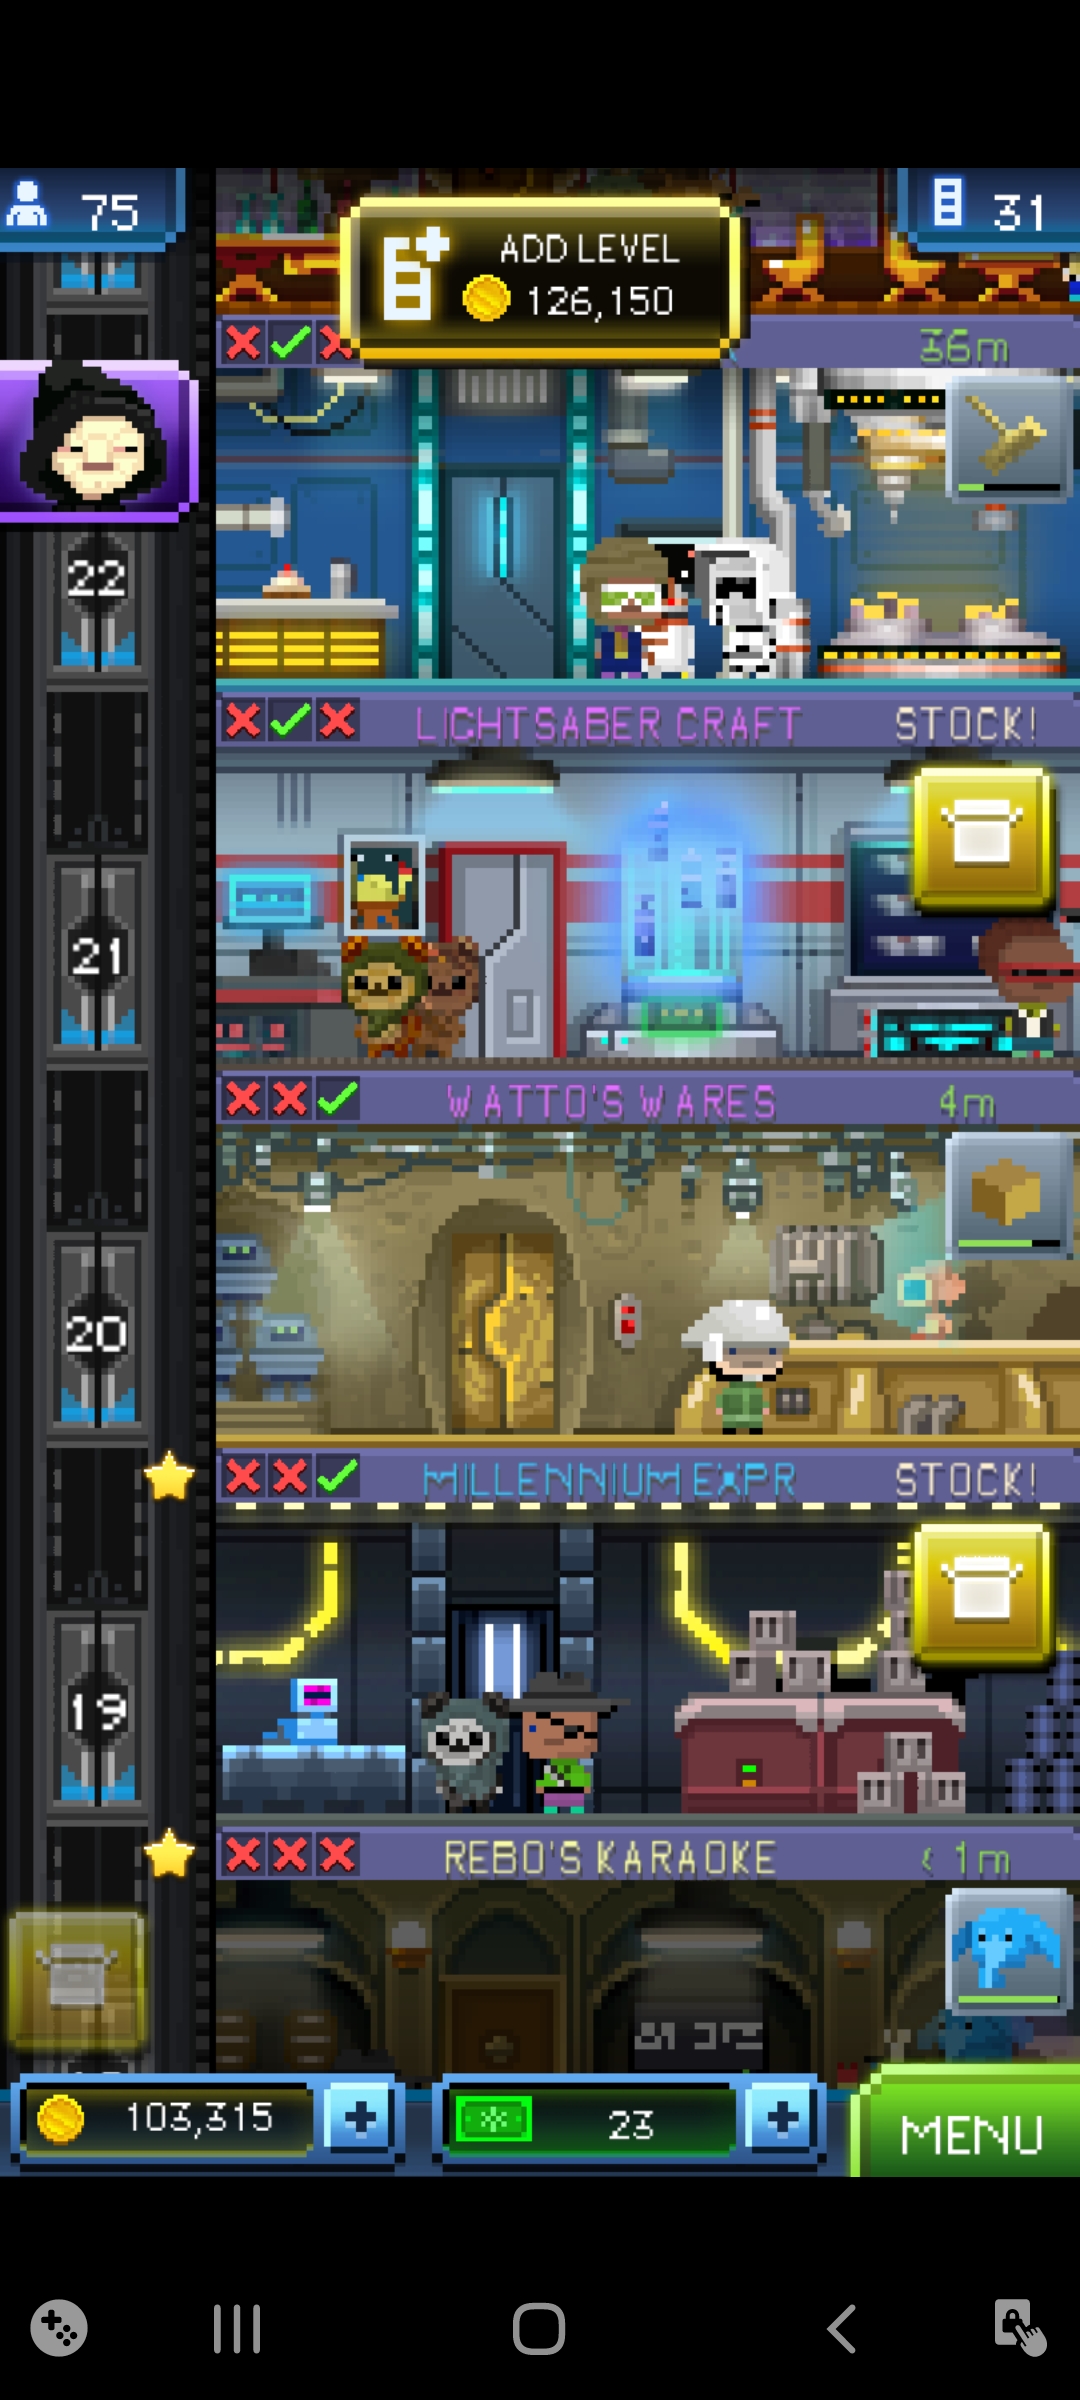 75
31
ADD LEVEL
126,150
36m
22
LIGHTSABER CRAFT
STOCK!
21
WATTO'S WARES
4m
20
MILLENNIUM EXPR
STOCK!
19
REBO'S KARAOKE
< 1m
103,315
23
MENU